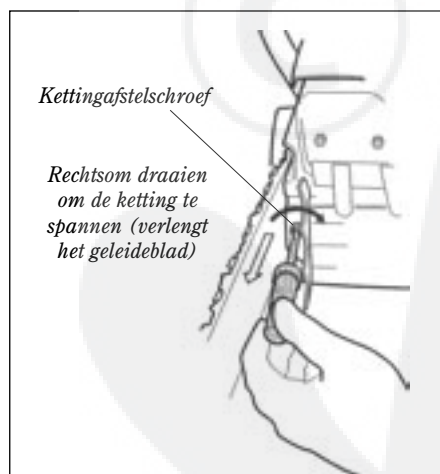 Kettingafstelschroef
Rechtsom draaien
om de ketting te
spannen (verlengt
het geleideblad)